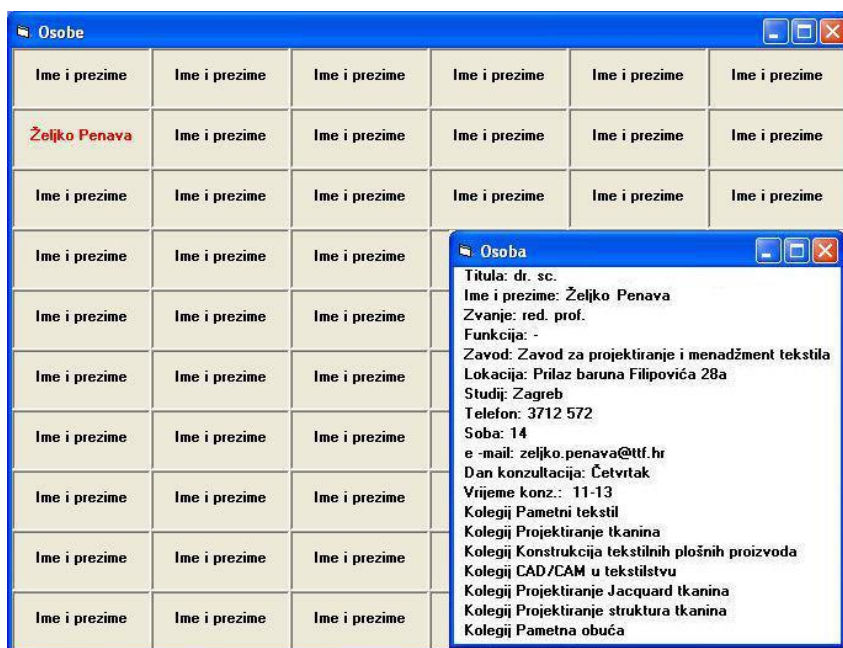 Osobe
Ime i prezime Ime i prezime Ime i prezime Ime i prezime Ime i prezime Ime i prezime
Željko Penava Ime i prezime Ime i prezime Ime i prezime Ime i prezime Ime i prezime
Ime i prezime Ime i prezime Ime i prezime Ime i prezime Ime i prezime Ime i prezime
Ime i prezime Ime i prezime Ime i prezime
Ime i prezime Ime i prezime Ime i prezime
Ime i prezime Ime i prezime Ime i prezime
Ime i prezime Ime i prezime Ime i prezime
Ime i prezime Ime i prezime Ime i prezime
Ime i prezime Ime i prezime Ime i prezime
Ime i prezime Ime i prezime Ime i prezime
Osoba
Titula: dr. sc.
Ime i prezime: Željko Penava
Zvanje: red. prof.
Funkcija: -
Zavod: Zavod za projektiranje i menadžment tekstila
Lokacija: Prilaz baruna Filipovića 28a
Studij: Zagreb
Telefon: 3712 572
Soba: 14
e -mail: zeljko.penava@ttf.hr
Dan konzultacija: Četvrtak
Vrijeme konz.: 11-13
Kolegij Pametni tekstil
Kolegij Projektiranje tkanina
Kolegij Konstrukcija tekstilnih plošnih proizvoda
Kolegij CAD/CAM u tekstilstvu
Kolegij Projektiranje Jacquard tkanina
Kolegij Projektiranje struktura tkanina
Kolegij Pametna obuća